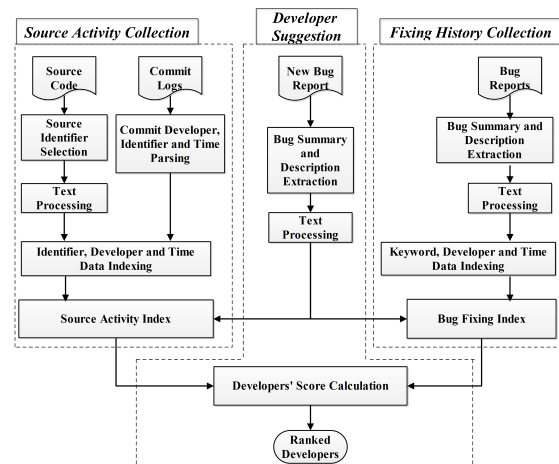 Source Activity Collection
Developer
Suggestion
Fixing History Collection
Source
Code
Commit
Logs
New Bug
Report
Bug
Reports
Source
Identifier
Selection
Commit Developer,
Identifier and Time
Parsing
Bug Summary
and
Description
Extraction
Bug Summary and
Description
Extraction
Text
Processing
Text
Processing
Text
Processing
Identifier, Developer and Time
Data Indexing
Keyword, Developer and Time
Data Indexing
Source Activity Index
Bug Fixing Index
Developers' Score Calculation
Ranked
Developers